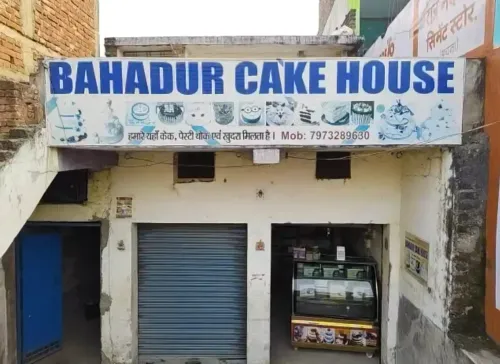 BAHADUR CAKE HOUSE
हमारे यहाँ केक, पेस्टी थोक एवं खुदरा मिलता है । Mob: 7973289630
सिमेंट स्टोर,